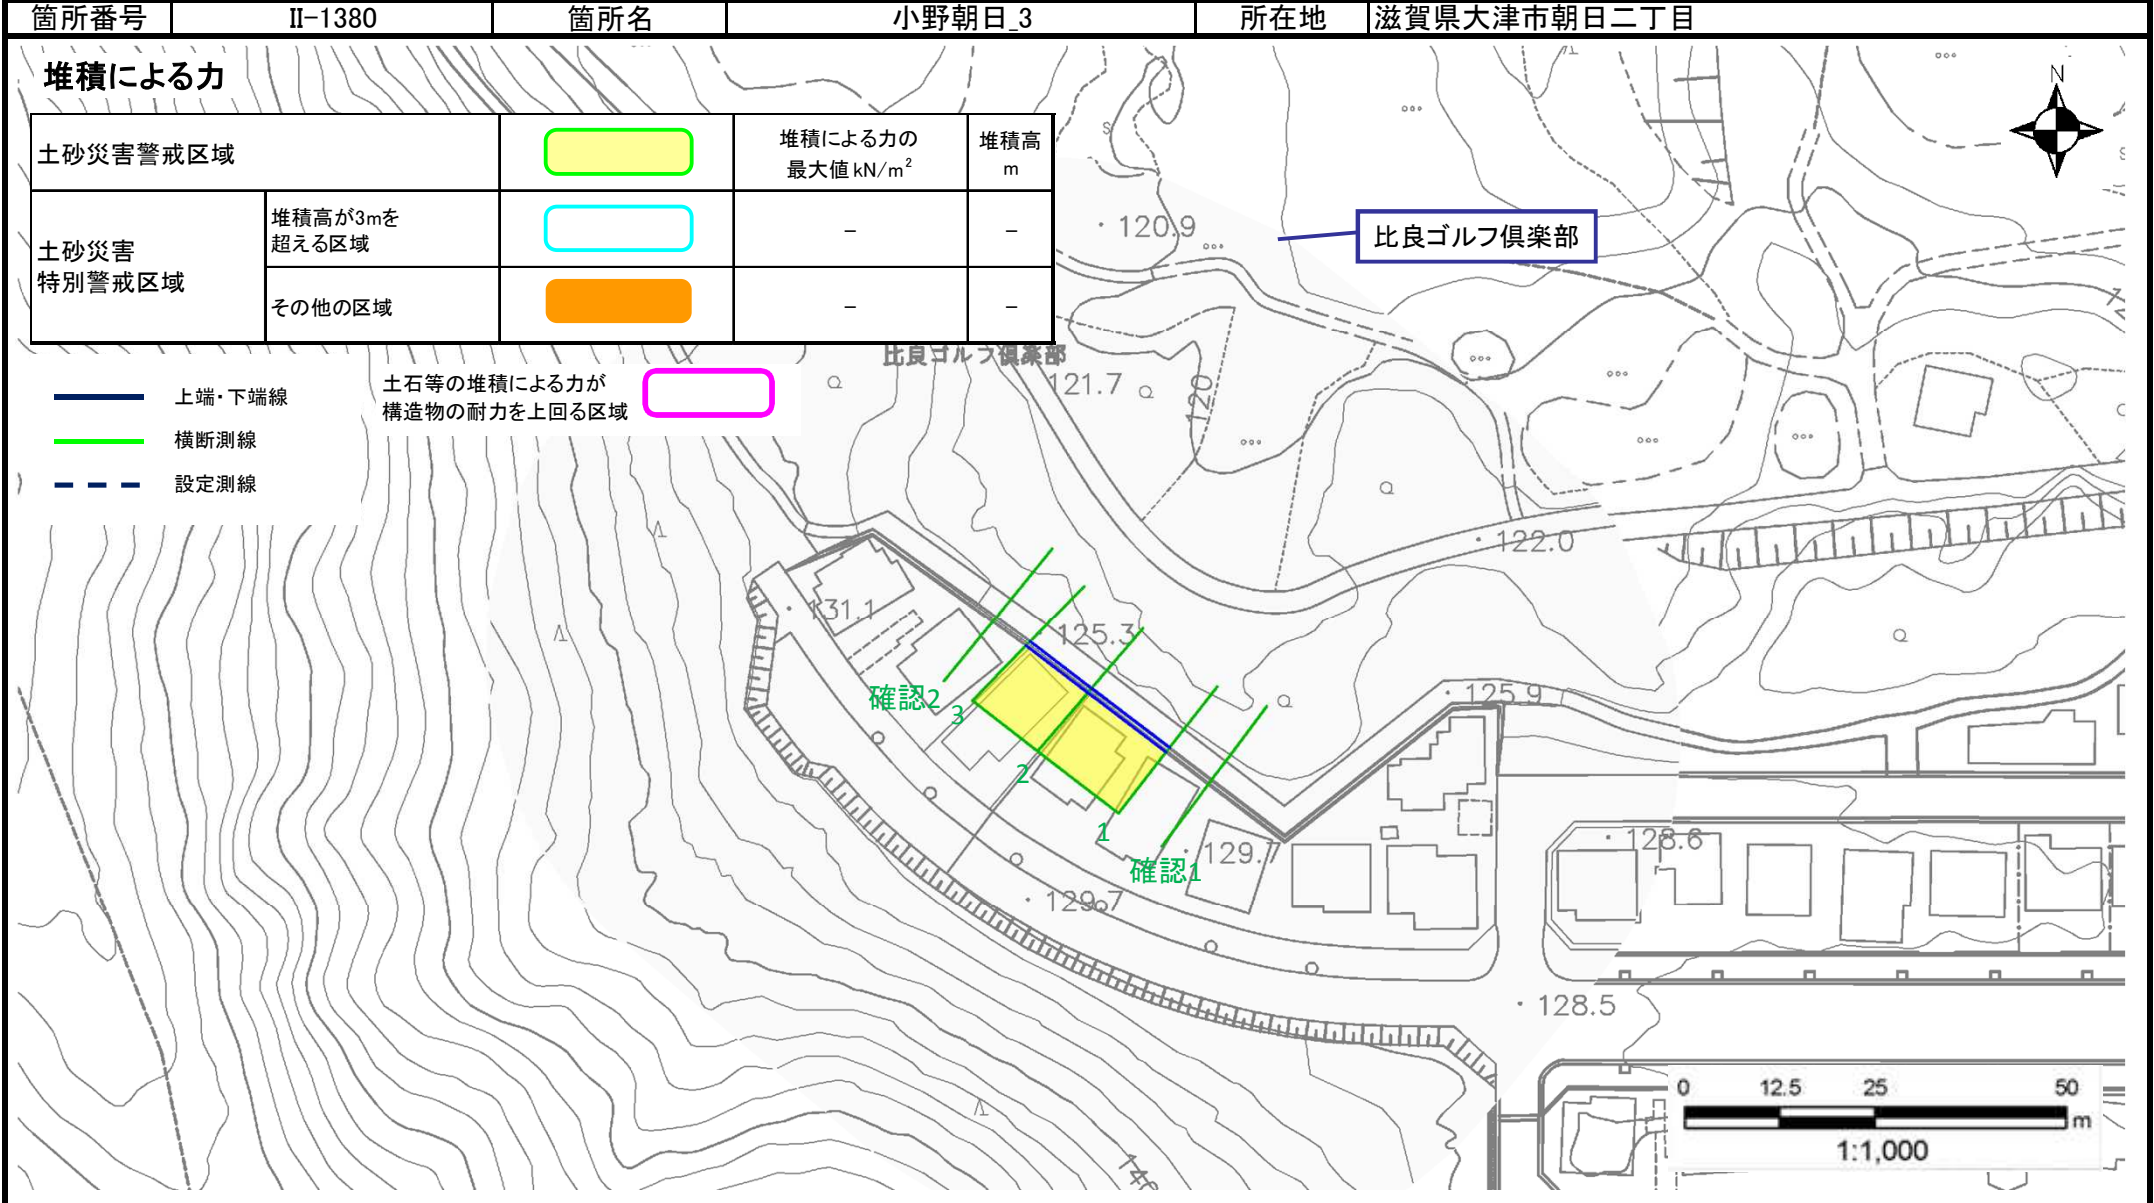 箇所番号 II-1380 箇所名 小野朝日_3 所在地 滋賀県大津市朝日二丁目
堆積による力
N
土砂災害警戒区域
堆積による力の
最大値 kN/m²
堆積高
m
土砂災害
特別警戒区域
堆積高が3mを
超える区域
－ －
その他の区域
－ －
上端・下端線
横断測線
設定測線
土石等の堆積による力が
構造物の耐力を上回る区域
比良ゴルフ倶楽部
比良ゴルフ倶楽部
120.9
121.7
120
122.0
131.1
125.3
125.9
確認2
3
2
1
確認1
129.7
129.7
128.6
128.5
0 12.5 25 50
m
1:1,000